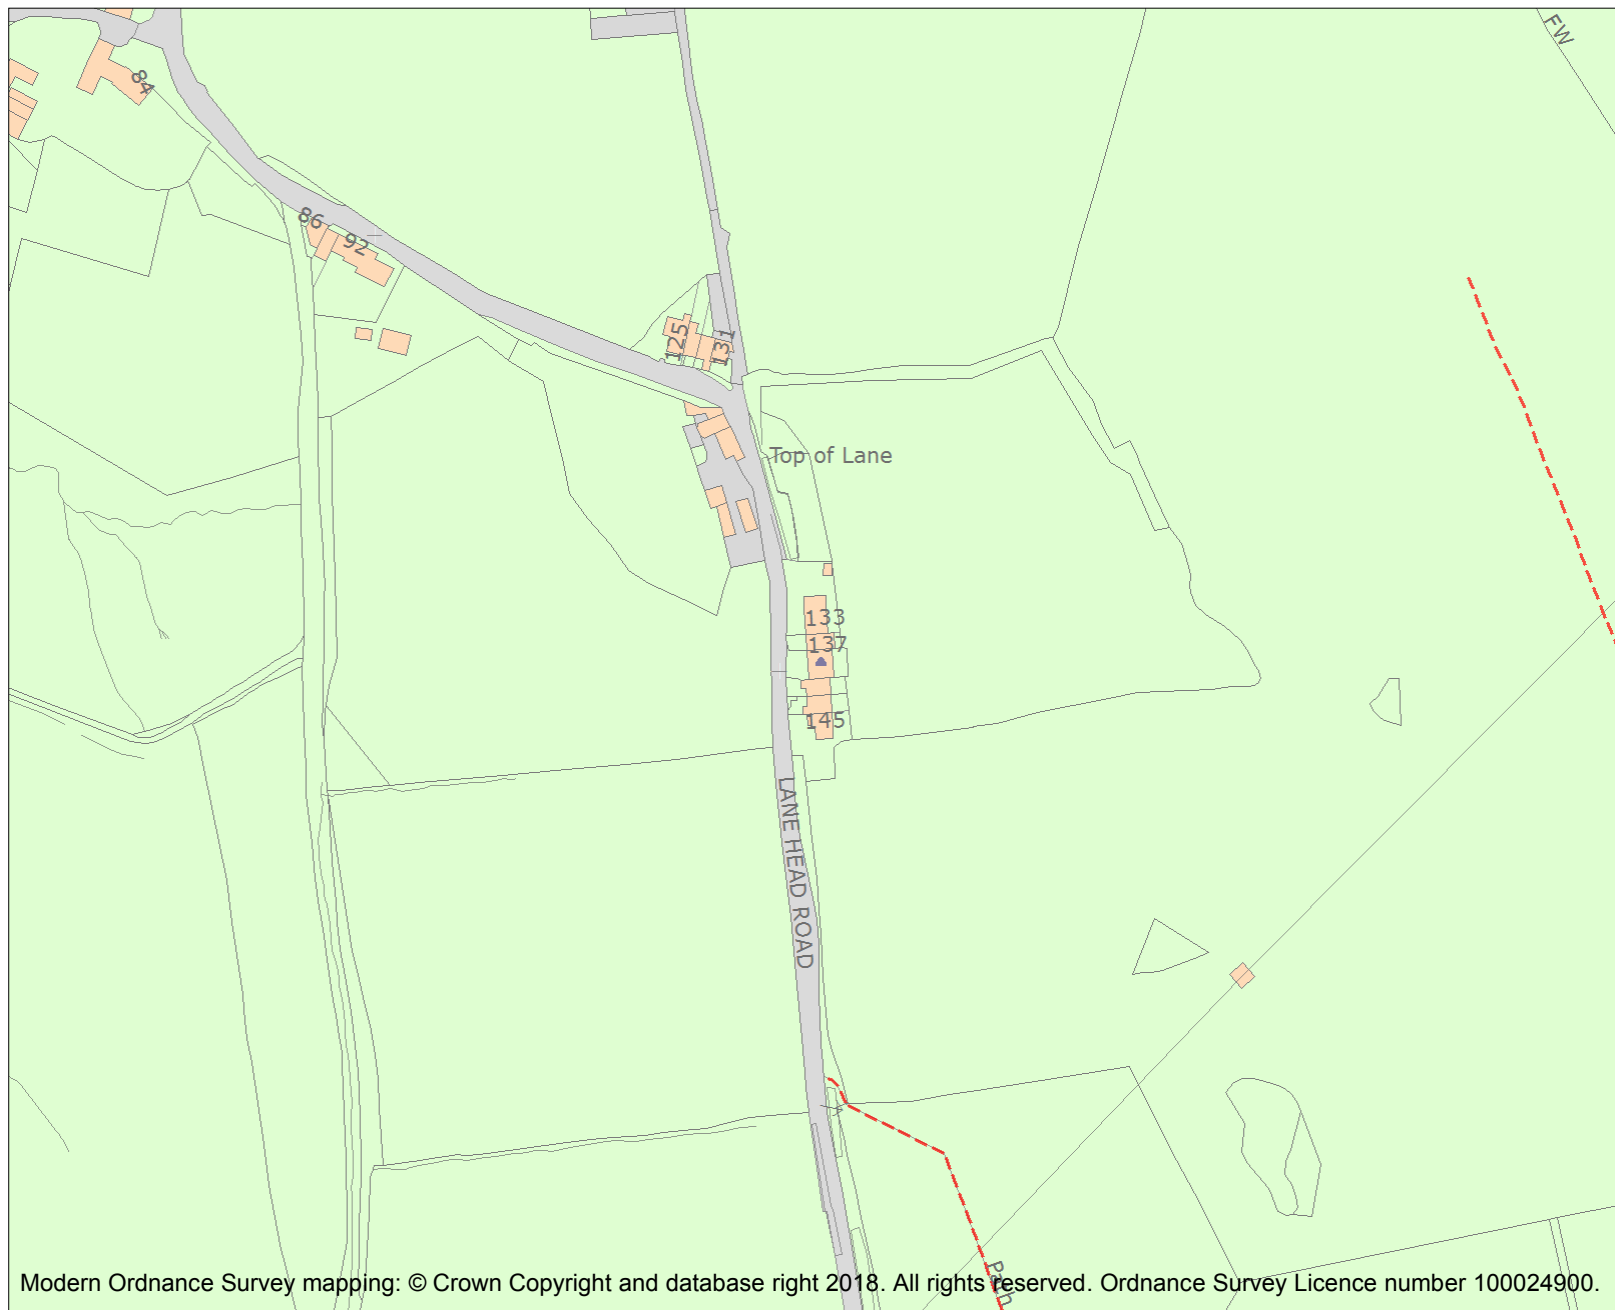 FW
84
86
92
125
131
Top of Lane
133
137
145
LANE HEAD ROAD
Path
Modern Ordnance Survey mapping: © Crown Copyright and database right 2018. All rights reserved. Ordnance Survey Licence number 100024900.